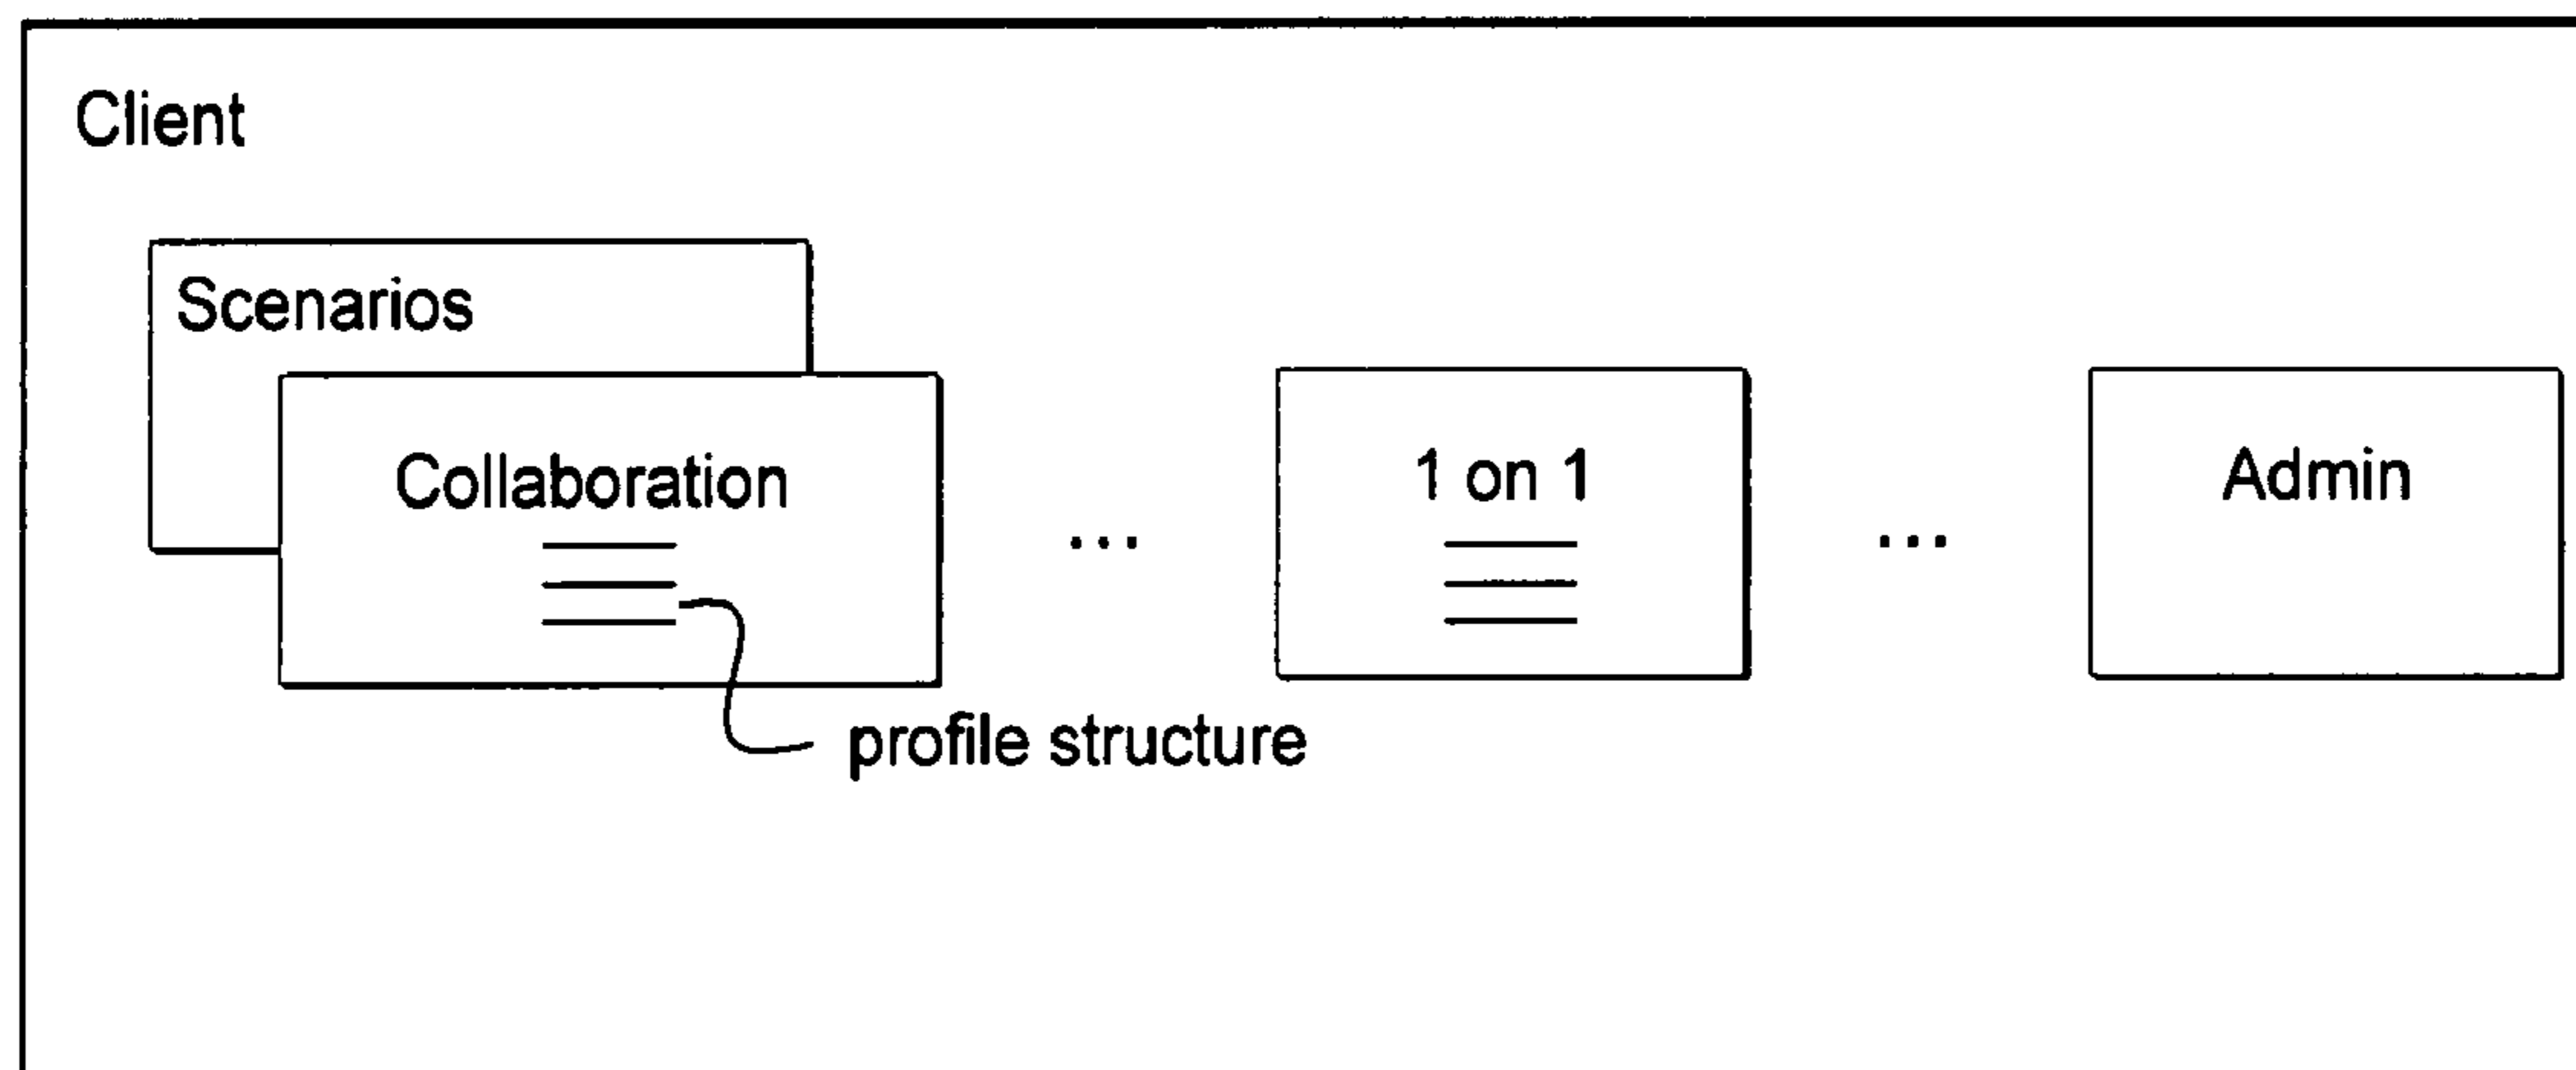 Client
Scenarios
Collaboration
...
1 on 1
...
Admin
profile structure